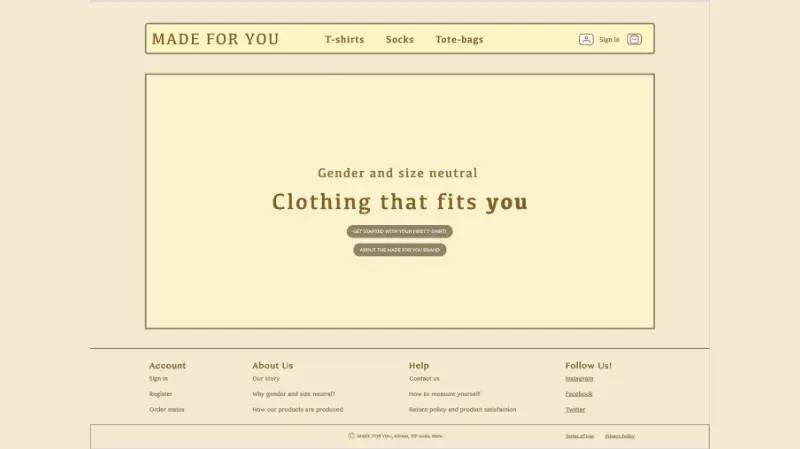 MADE FOR YOU T-shirts Socks Tote-bags Sign in
Gender and size neutral
Clothing that fits you
GET STARTED WITH YOUR FIRST T-SHIRT!
ABOUT THE MADE FOR YOU BRAND
Account About Us Help Follow Us!
Sign in Our story Contact us Instagram
Register Why gender and size neutral? How to measure yourself Facebook
Order status How our products are produced Return policy and product satisfaction Twitter
© MADE FOR YOU, Adress, ZIP code, State. Terms of Use Privacy Policy